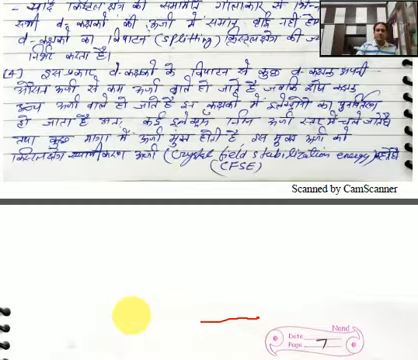 - यदि क्रिस्टल क्षेत्र की सममिति गोलाकार से
सभी d कक्षकों की ऊर्जा में समान
d-कक्षकों का विपाटन (splitting) क्रिस्टल क्षेत्र की
निर्भर करता है।
[4] इस प्रकार d-कक्षकों के विपाटन से कुछ d-कक्षक अपनी
औसत ऊर्जा से कम ऊर्जा वाले हो जाते है जबकि शेष कक्षक
उच्च ऊर्जा वाले हो जाते है इन कक्षकों में इलेक्ट्रॉनों का
हो जाता है अतः कई इलेक्ट्रॉन निम्न ऊर्जा स्तर में चले जाते है
तथा कुछ मात्रा में ऊर्जा मुक्त होती है इस मुक्त ऊर्जा को
क्रिस्टल क्षेत्र स्थायीकरण ऊर्जा (Crystal field stabilization energy) कहते है
(CFSE)
Scanned by CamScanner
Date
Page 7